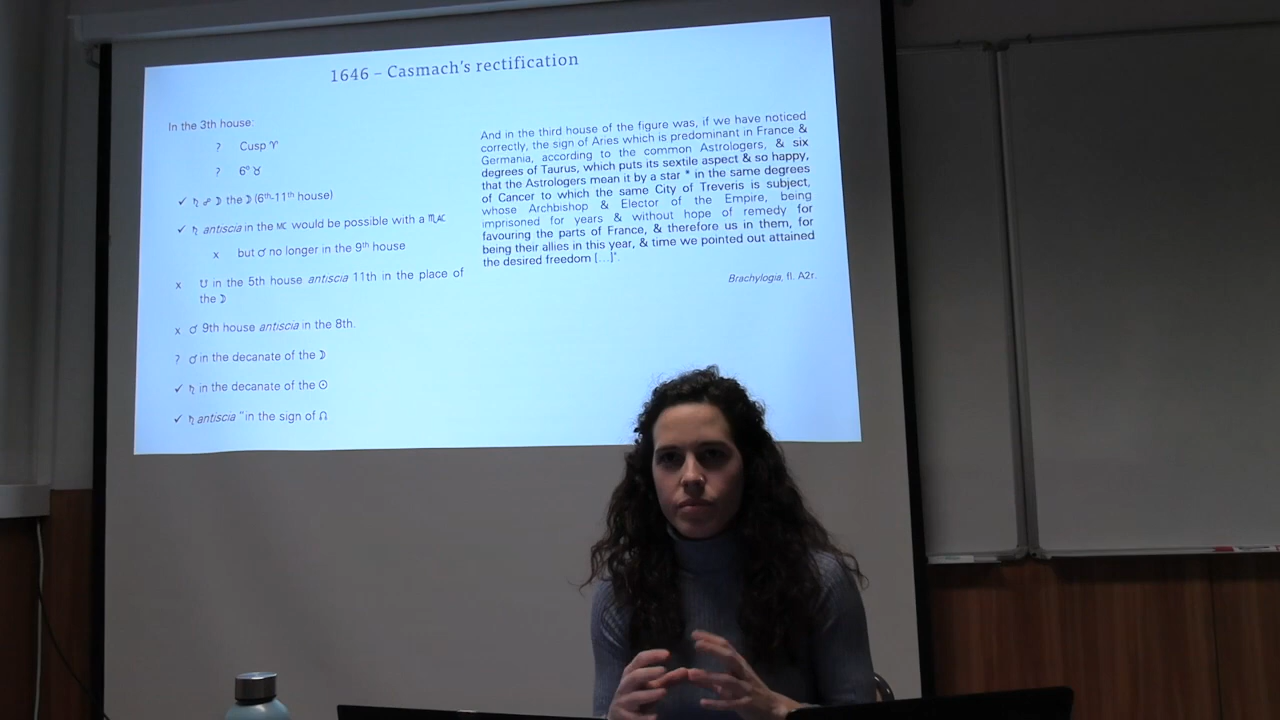 1646 – Casmach's rectification
In the 3th house:
? Cusp ♈
? 6º ♉
✓ ♄ ☍ ☽ the ☽ (6th-11th house)
✓ ♄ antiscia in the MC would be possible with a ♏AC
x but ♂ no longer in the 9th house
x ☋ in the 5th house antiscia 11th in the place of
the ☽
x ♂ 9th house antiscia in the 8th.
? ♂ in the decanate of the ☽
✓ ♄ in the decanate of the ☉
✓ ♄ antiscia "in the sign of ☊
And in the third house of the figure was, if we have noticed
correctly, the sign of Aries which is predominant in France &
Germania, according to the common Astrologers, & six
degrees of Taurus, which puts its sextile aspect & so happy,
that the Astrologers mean it by a star * in the same degrees
of Cancer to which the same City of Treveris is subject,
whose Archbishop & Elector of the Empire, being
imprisoned for years & without hope of remedy for
favouring the parts of France, & therefore us in them, for
being their allies in this year, & time we pointed out attained
the desired freedom […]".
Brachylogia, fl. A2r.